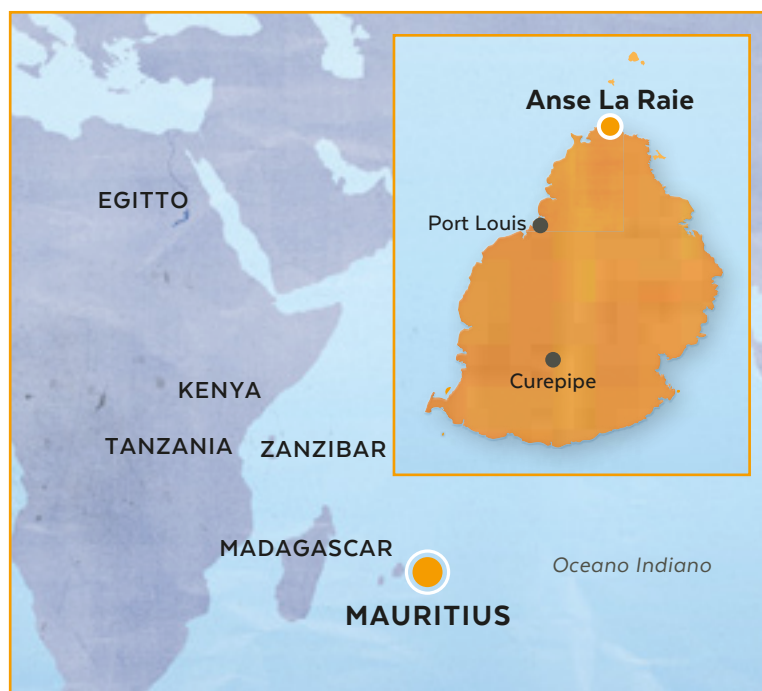 Anse La Raie
EGITTO
Port Louis
KENYA
Curepipe
TANZANIA
ZANZIBAR
MADAGASCAR
Oceano Indiano
MAURITIUS